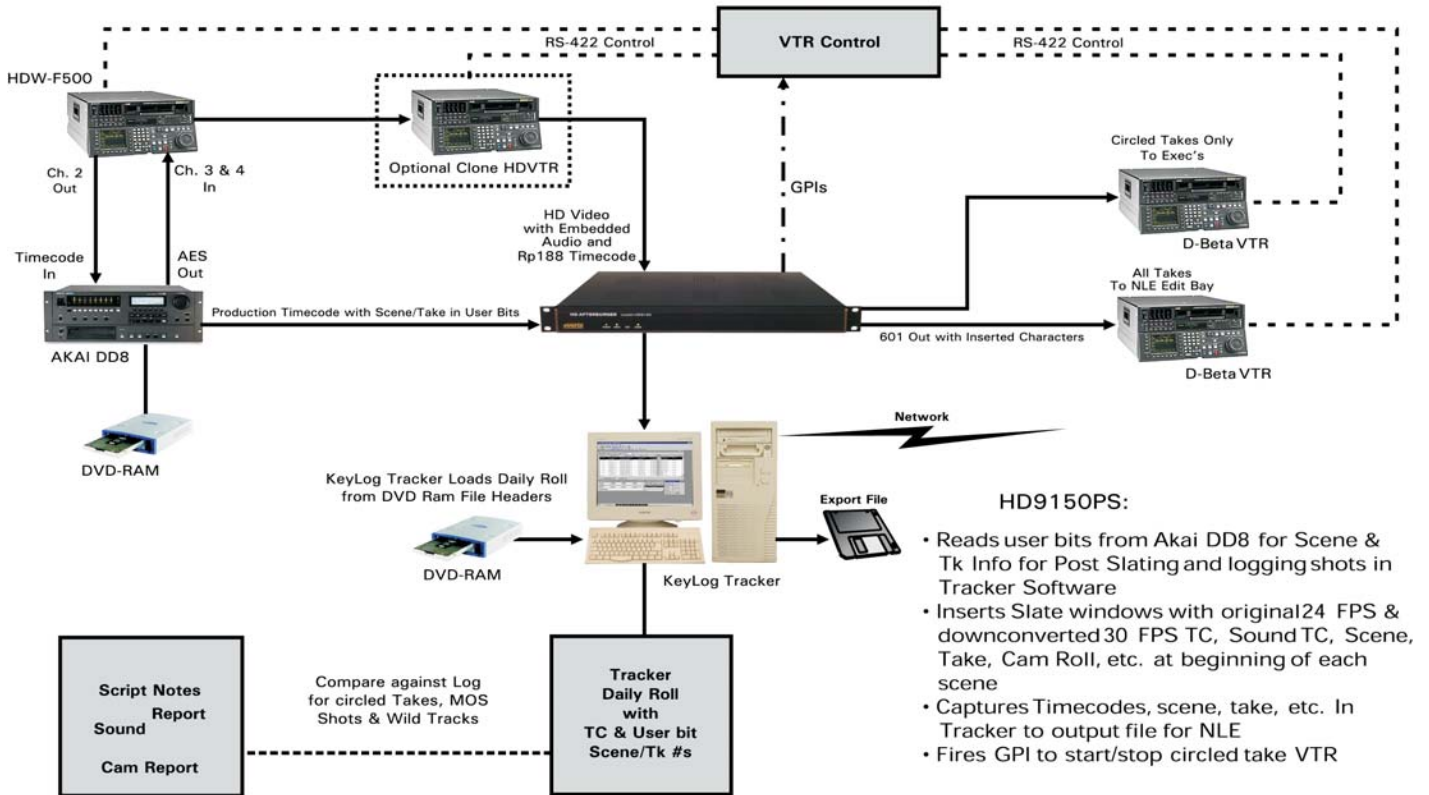 VTR Control
RS-422 Control
RS-422 Control
HDW-F500
Optional Clone HDVTR
Ch. 2
Out
Ch. 3 & 4
In
GPIs
Circled Takes Only
To Exec's
D-Beta VTR
HD Video
with Embedded
Audio and
Rp188 Timecode
Timecode
In
AES
Out
All Takes
To NLE Edit Bay
Production Timecode with Scene/Take in User Bits
601 Out with Inserted Characters
AKAI DD8
D-Beta VTR
DVD-RAM
Network
KeyLog Tracker Loads Daily Roll
from DVD Ram File Headers
Export File
DVD-RAM
KeyLog Tracker
HD9150PS:
• Reads user bits from Akai DD8 for Scene &
Tk Info for Post Slating and logging shots in
Tracker Software
• Inserts Slate windows with original 24 FPS &
downconverted 30 FPS TC, Sound TC, Scene,
Take, Cam Roll, etc. at beginning of each
scene
• Captures Timecodes, scene, take, etc. In
Tracker to output file for NLE
• Fires GPI to start/stop circled take VTR
Script Notes
Report
Sound
Cam Report
Compare against Log
for circled Takes, MOS
Shots & Wild Tracks
Tracker
Daily Roll
with
TC & User bit
Scene/Tk #s